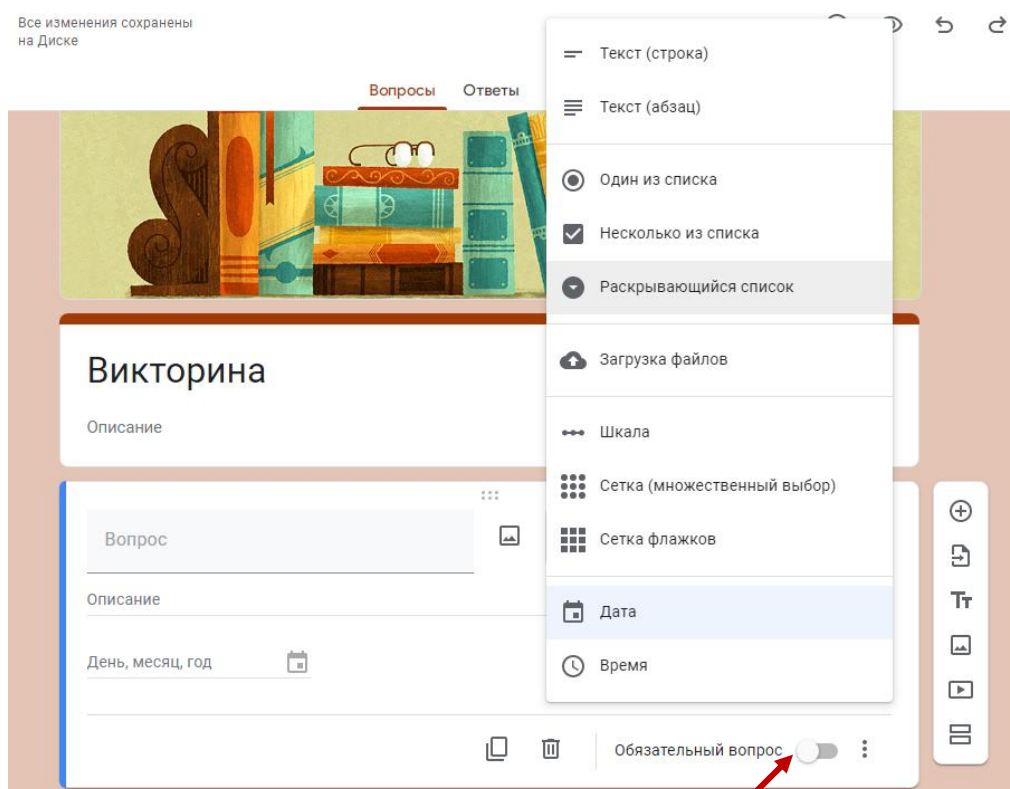 Все изменения сохранены
на Диске
Вопросы Ответы
Текст (строка)
Текст (абзац)
Один из списка
Несколько из списка
Раскрывающийся список
Загрузка файлов
Шкала
Сетка (множественный выбор)
Сетка флажков
Дата
Время
Викторина
Описание
Вопрос
Описание
День, месяц, год
Обязательный вопрос